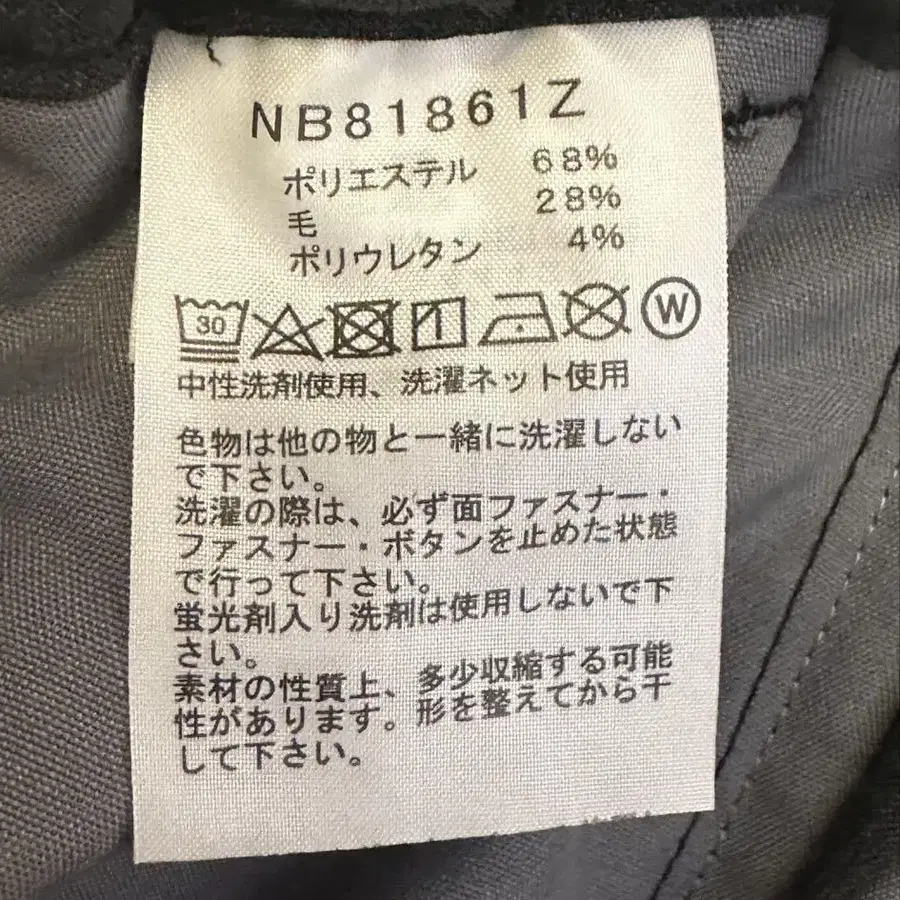 NB81861Z
ポリエステル 68%
毛 28%
ポリウレタン 4%
30 W
中性洗剤使用、洗濯ネット使用
色物は他の物と一緒に洗濯しない
で下さい。
洗濯の際は、必ず面ファスナー・
ファスナー・ボタンを止めた状態
で行って下さい。
蛍光剤入り洗剤は使用しないで下
さい。
素材の性質上、多少収縮する可能
性があります。形を整えてから干
して下さい。